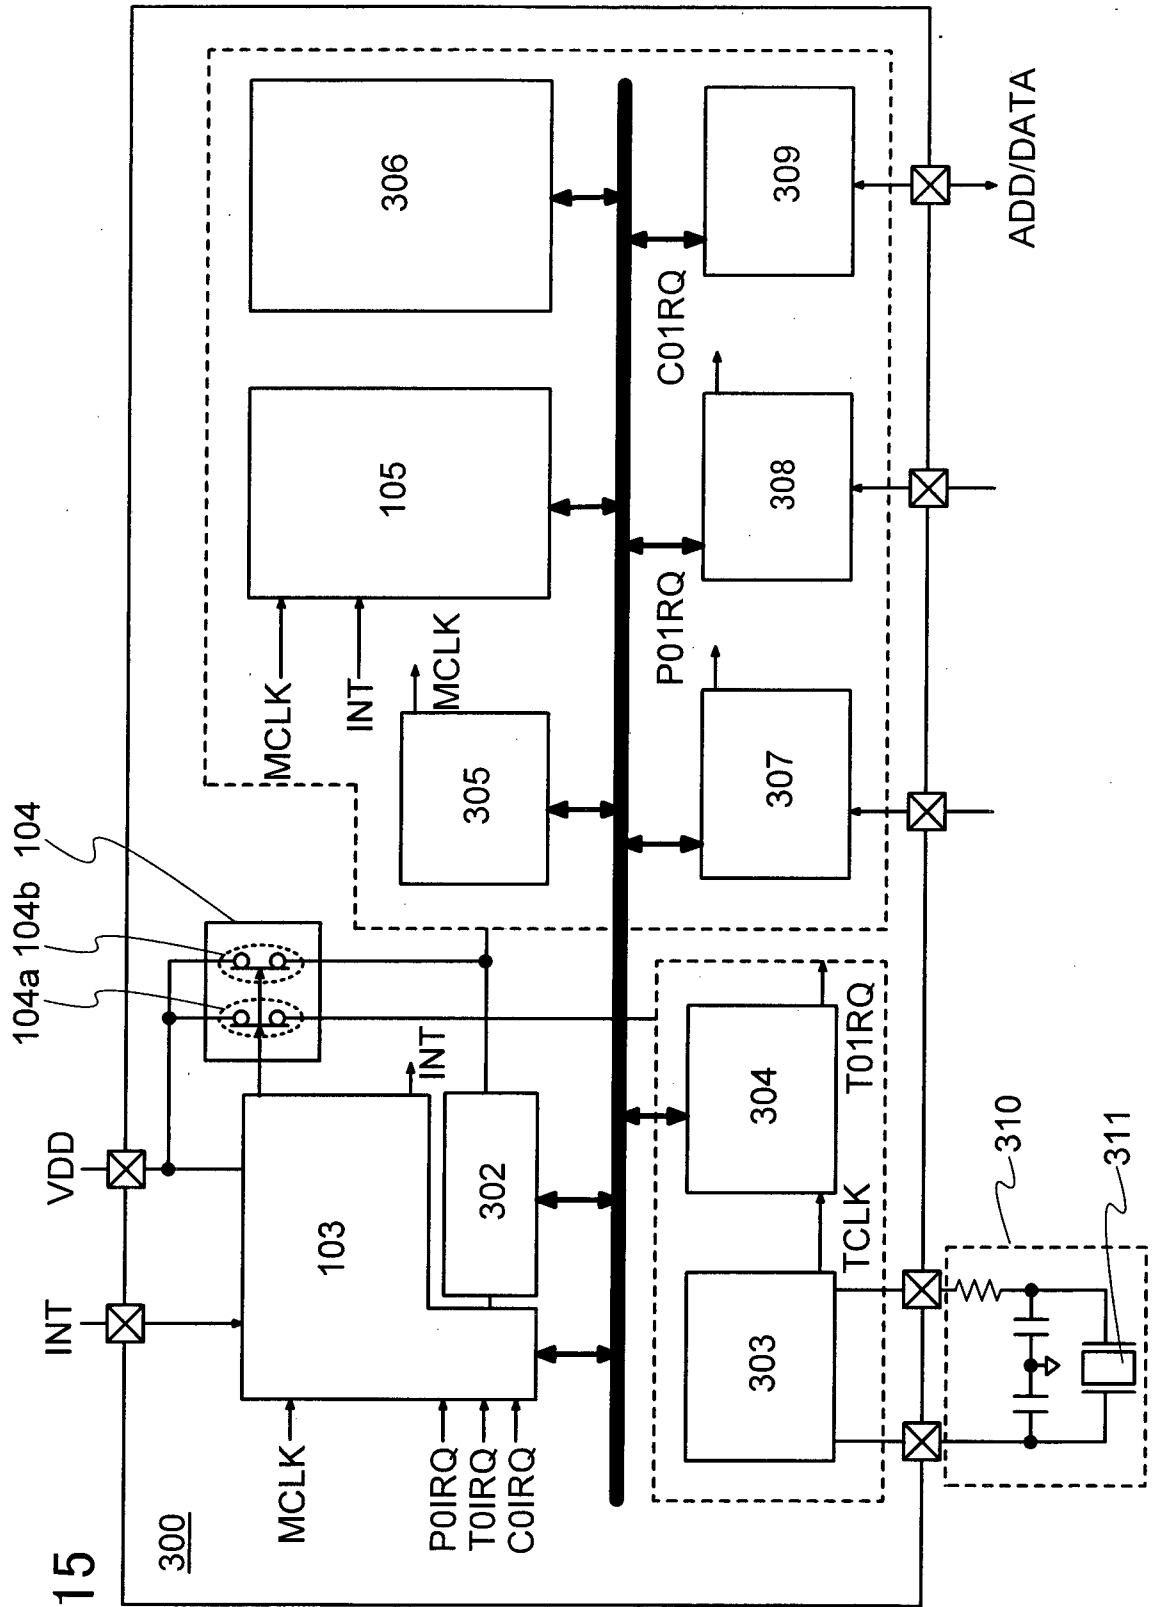 15
300
INT
VDD
104a
104b
104
MCLK
P0IRQ
T0IRQ
C0IRQ
103
INT
302
MCLK
INT
305
MCLK
105
306
303
TCLK
304
T01RQ
307
P01RQ
308
C01RQ
309
ADD/DATA
310
311